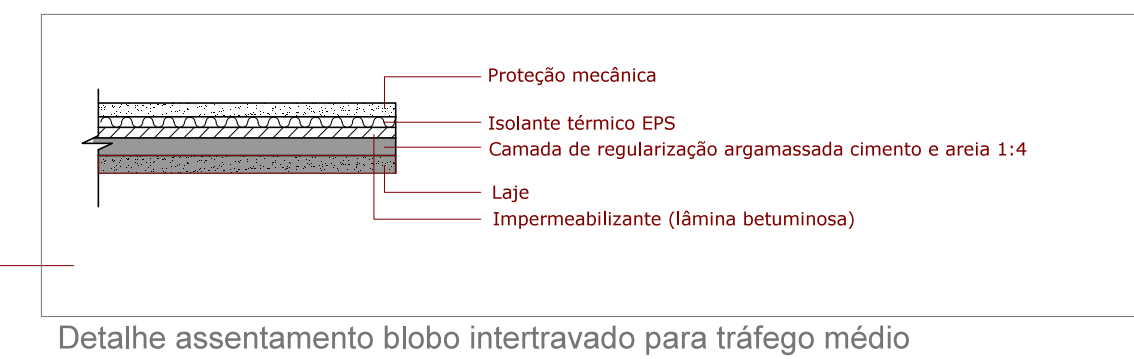 Proteção mecânica
Isolante térmico EPS
Camada de regularização argamassada cimento e areia 1:4
Laje
Impermeabilizante (lâmina betuminosa)
Detalhe assentamento blobo intertravado para tráfego médio